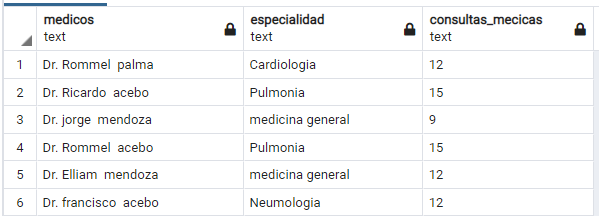 medicos especialidad consultas_mecicas
text text text
1 Dr. Rommel  palma Cardiologia 12
2 Dr. Ricardo  acebo Pulmonia 15
3 Dr. jorge  mendoza medicina general 9
4 Dr. Rommel  acebo Pulmonia 15
5 Dr. Elliam  mendoza medicina general 12
6 Dr. francisco  acebo Neumologia 12